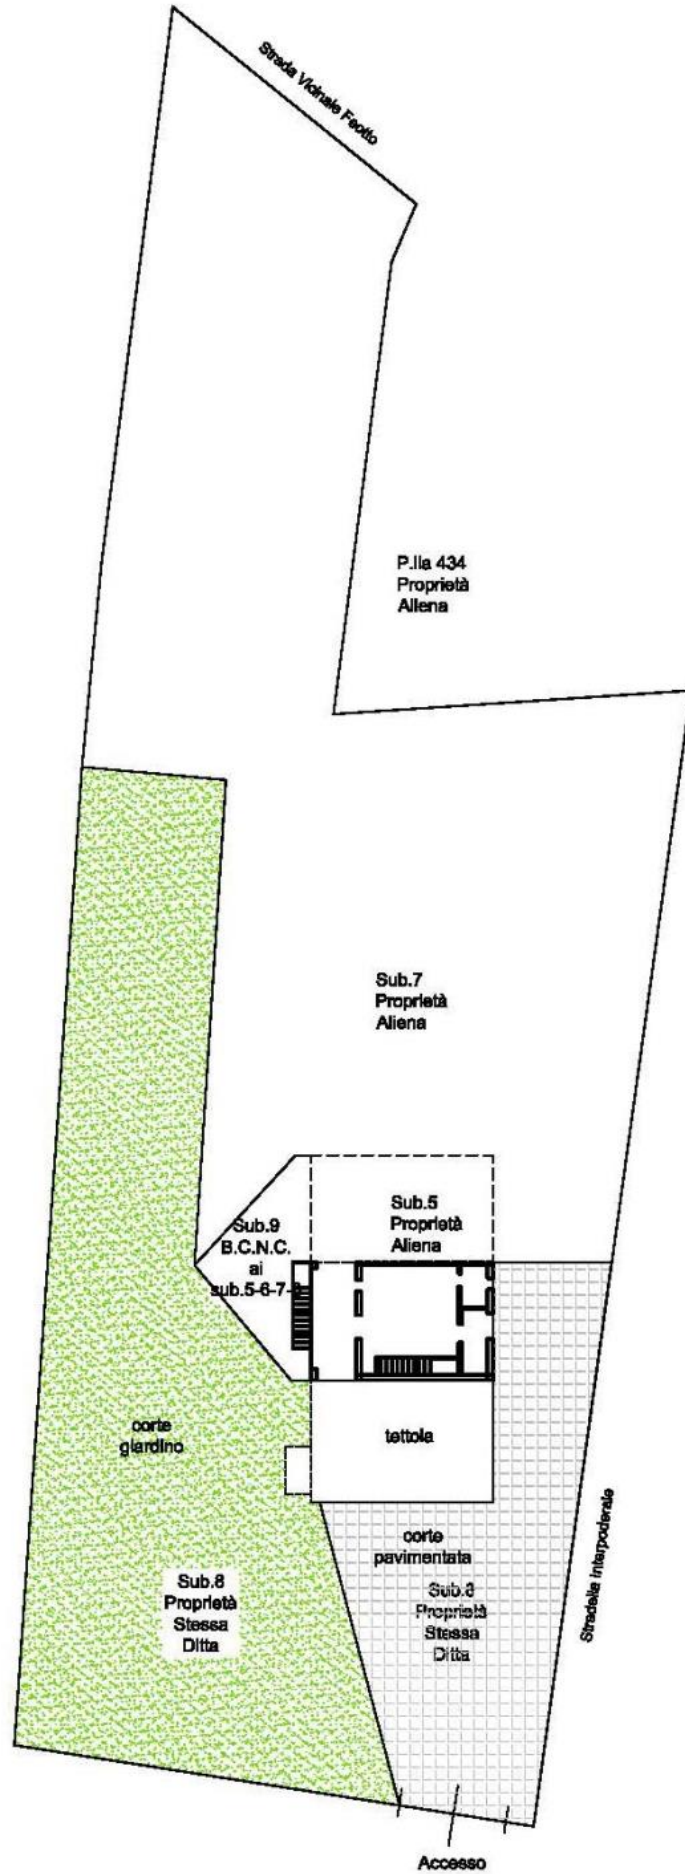 Strada Vicinale Feotto
P.lla 434
Proprietà
Aliena
Sub.7
Proprietà
Aliena
Sub.5
Proprietà
Aliena
Sub.9
B.C.N.C.
ai
sub.5-6-7-8
corte
giardino
tettoia
corte
pavimentata
Sub.8
Proprietà
Stessa
Ditta
Sub.8
Proprietà
Stessa
Ditta
Stradella Interpoderale
Accesso